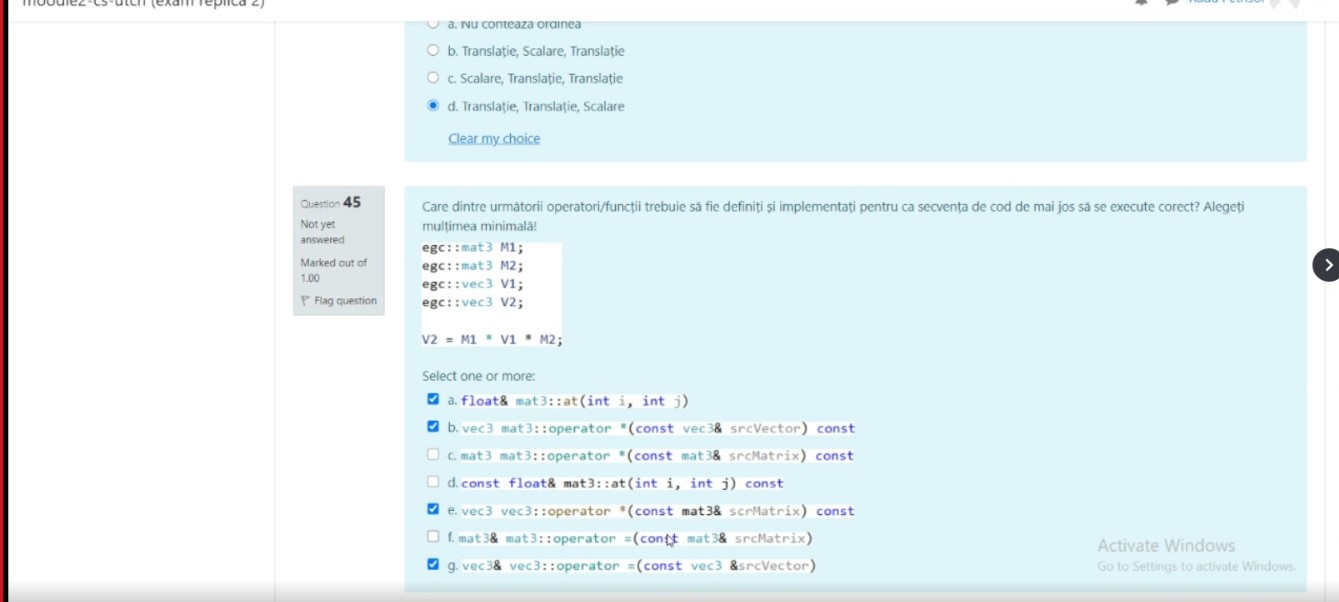 moodle2-cs-utcn (exam replica 2)
a. Nu contează ordinea
b. Translație, Scalare, Translație
c. Scalare, Translație, Translație
d. Translație, Translație, Scalare
Clear my choice
Question 45
Not yet
answered
Marked out of
1.00
Flag question
Care dintre următorii operatori/funcții trebuie să fie definiți și implementați pentru ca secvența de cod de mai jos să se execute corect? Alegeți
mulțimea minimală!
egc::mat3 M1;
egc::mat3 M2;
egc::vec3 V1;
egc::vec3 V2;
V2 = M1 * V1 * M2;
Select one or more:
a. float& mat3::at(int i, int j)
b. vec3 mat3::operator *(const vec3& srcVector) const
c. mat3 mat3::operator *(const mat3& srcMatrix) const
d. const float& mat3::at(int i, int j) const
e. vec3 vec3::operator *(const mat3& scrMatrix) const
f. mat3& mat3::operator =(const mat3& srcMatrix)
g. vec3& vec3::operator =(const vec3 &srcVector)
Activate Windows
Go to Settings to activate Windows.